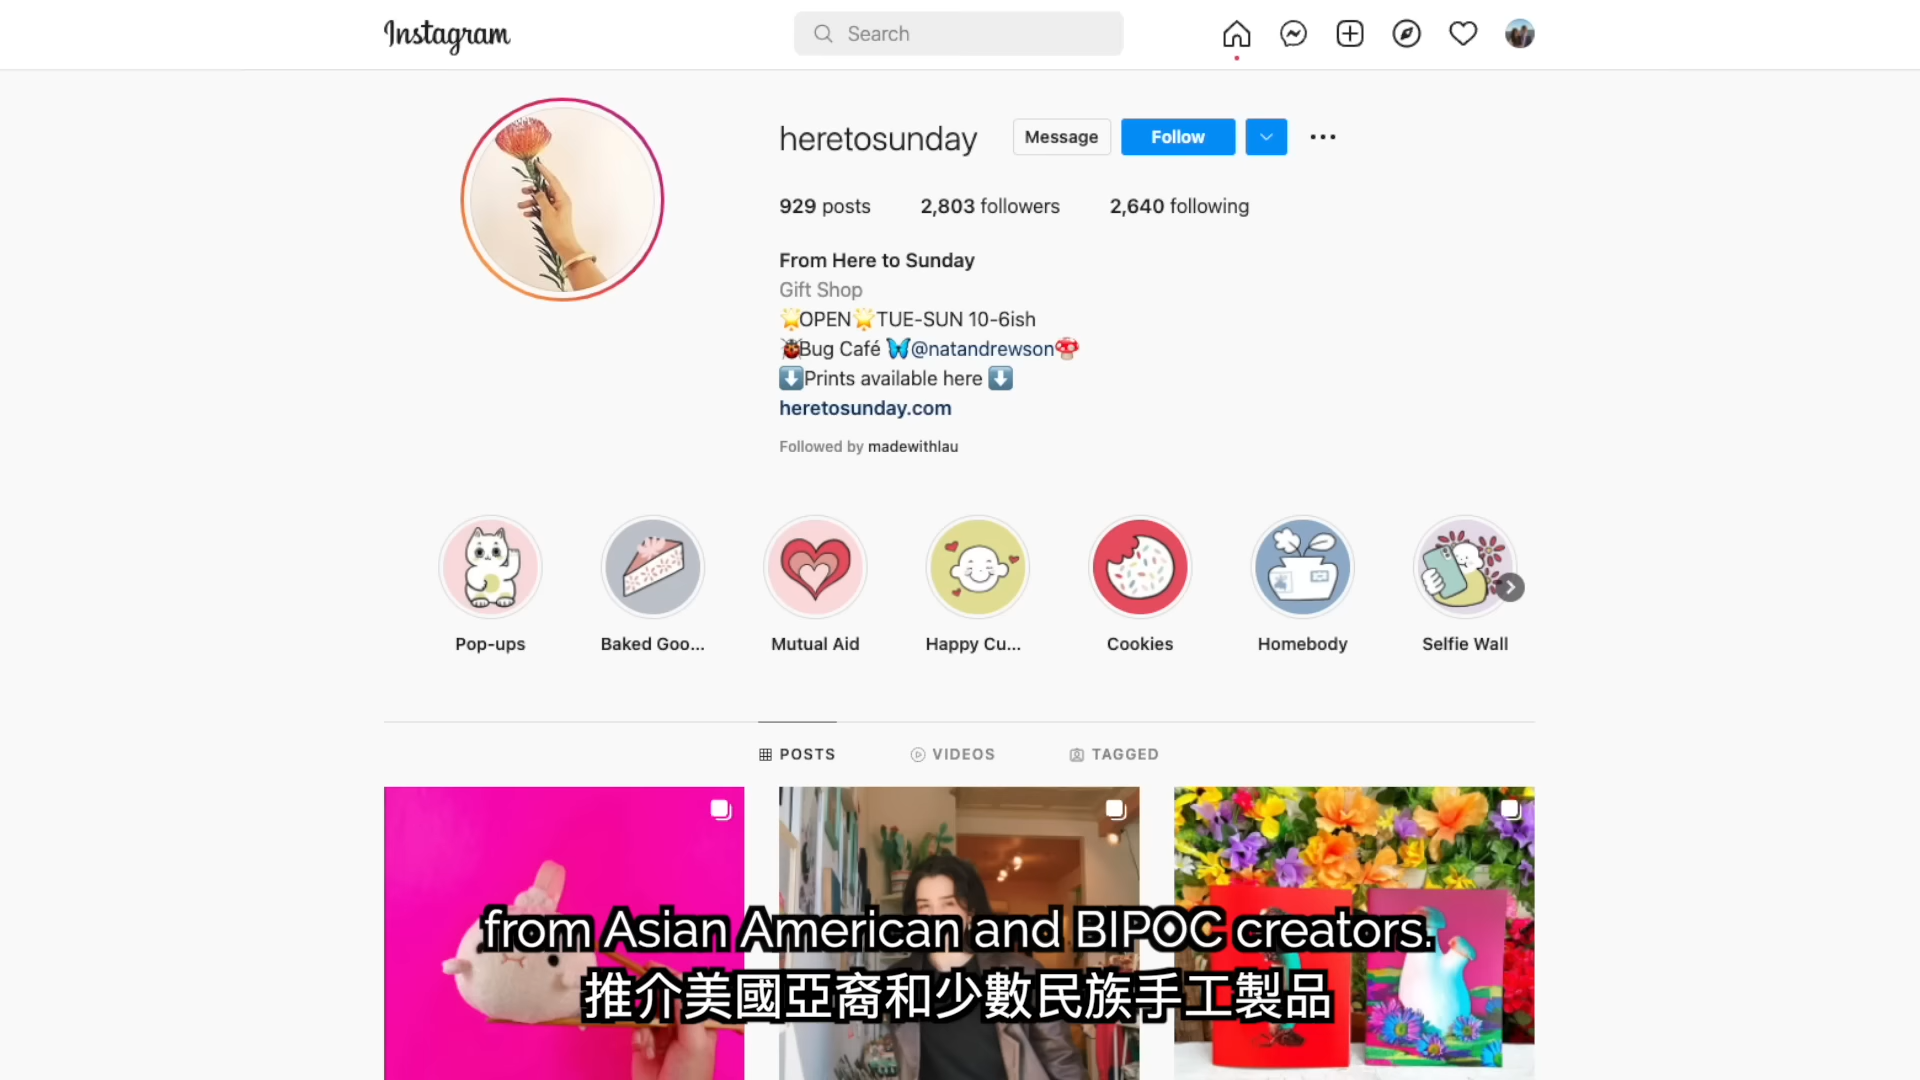 Instagram
Search
heretosunday
Message
Follow
929 posts
2,803 followers
2,640 following
From Here to Sunday
Gift Shop
🌟OPEN🌟TUE-SUN 10-6ish
🐞Bug Café 🦋@natandrewson🍄
⬇️Prints available here ⬇️
heretosunday.com
Followed by madewithlau
Pop-ups
Baked Goo...
Mutual Aid
Happy Cu...
Cookies
Homebody
Selfie Wall
POSTS
VIDEOS
TAGGED
from Asian American and BIPOC creators.
推介美國亞裔和少數民族手工製品